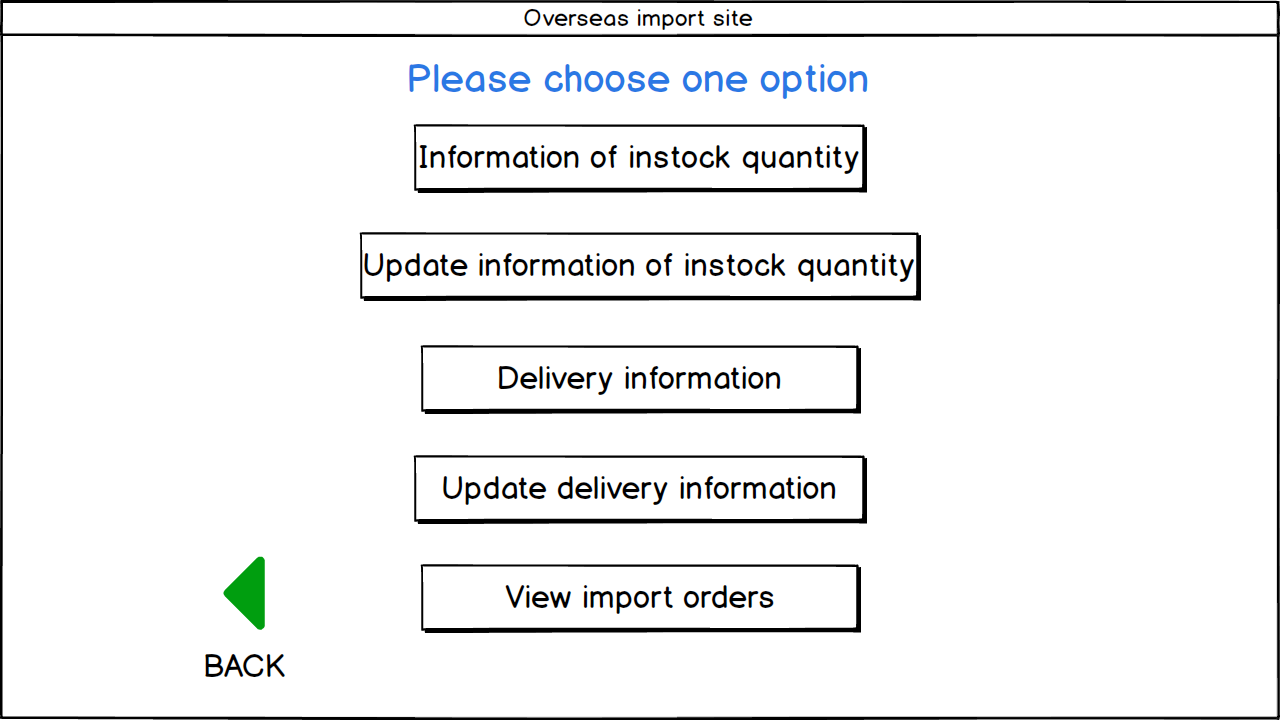 Overseas import site
Please choose one option
Information of instock quantity
Update information of instock quantity
Delivery information
Update delivery information
View import orders
BACK